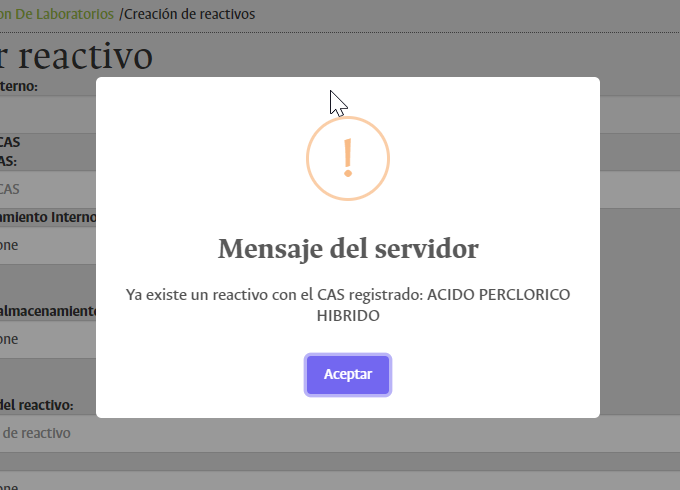 on De Laboratorios /Creación de reactivos
r reactivo
terno:
CAS
AS:
CAS
amiento Interno
one
almacenamiento
one
del reactivo:
de reactivo
one
!
Mensaje del servidor
Ya existe un reactivo con el CAS registrado: ACIDO PERCLORICO
HIBRIDO
Aceptar